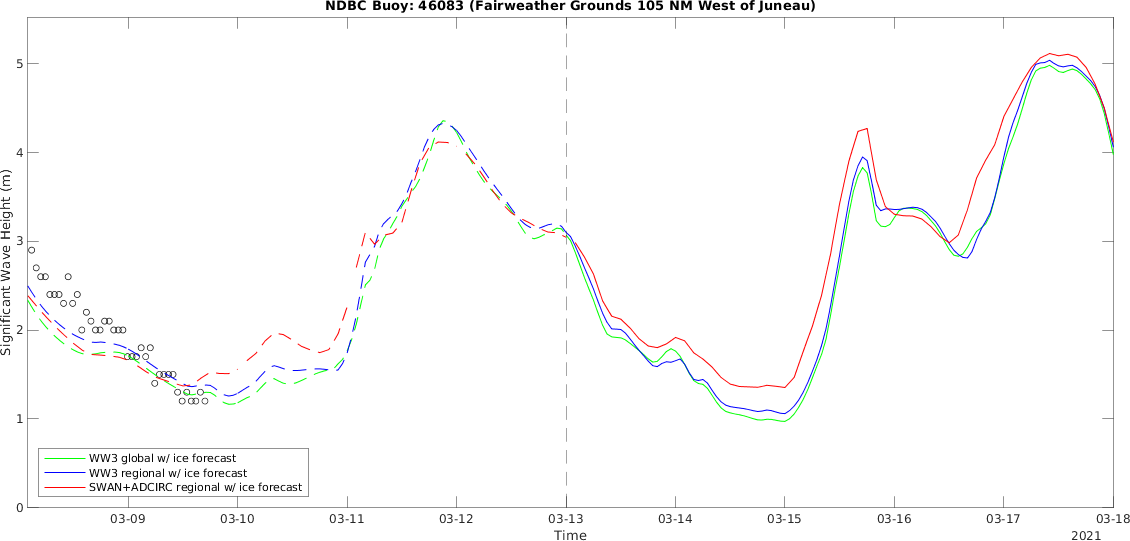 NDBC Buoy: 46083 (Fairweather Grounds 105 NM West of Juneau)
Significant Wave Height (m)
5
4
3
2
1
0
WW3 global w/ ice forecast
WW3 regional w/ ice forecast
SWAN+ADCIRC regional w/ ice forecast
03-09 03-10 03-11 03-12 03-13 03-14 03-15 03-16 03-17 03-18
Time
2021